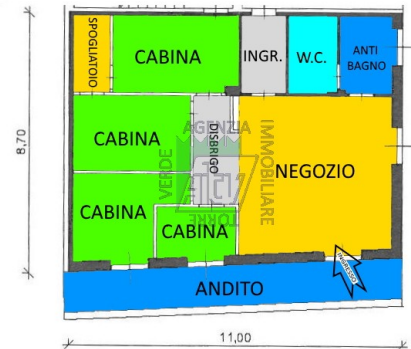 SPOGLIATOIO
CABINA
INGR.
W.C.
ANTI
BAGNO
8,70
CABINA
DISBRIGO
AGENZIA
IMMOBILIARE
VERDE
TORRE
NEGOZIO
CABINA
CABINA
INGRESSO
ANDITO
11,00